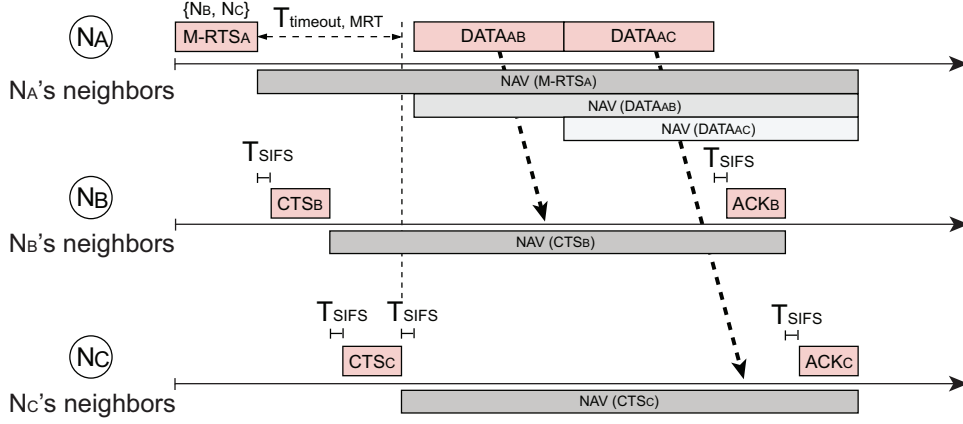 {NB, NC}
NA
M-RTSA
Ttimeout, MRT
DATAAB
DATAAC
NA's neighbors
NAV (M-RTSA)
NAV (DATAAB)
NAV (DATAAC)
TSIFS
TSIFS
NB
CTSB
ACKB
NB's neighbors
NAV (CTSB)
TSIFS
TSIFS
TSIFS
NC
CTSC
ACKC
NC's neighbors
NAV (CTSC)